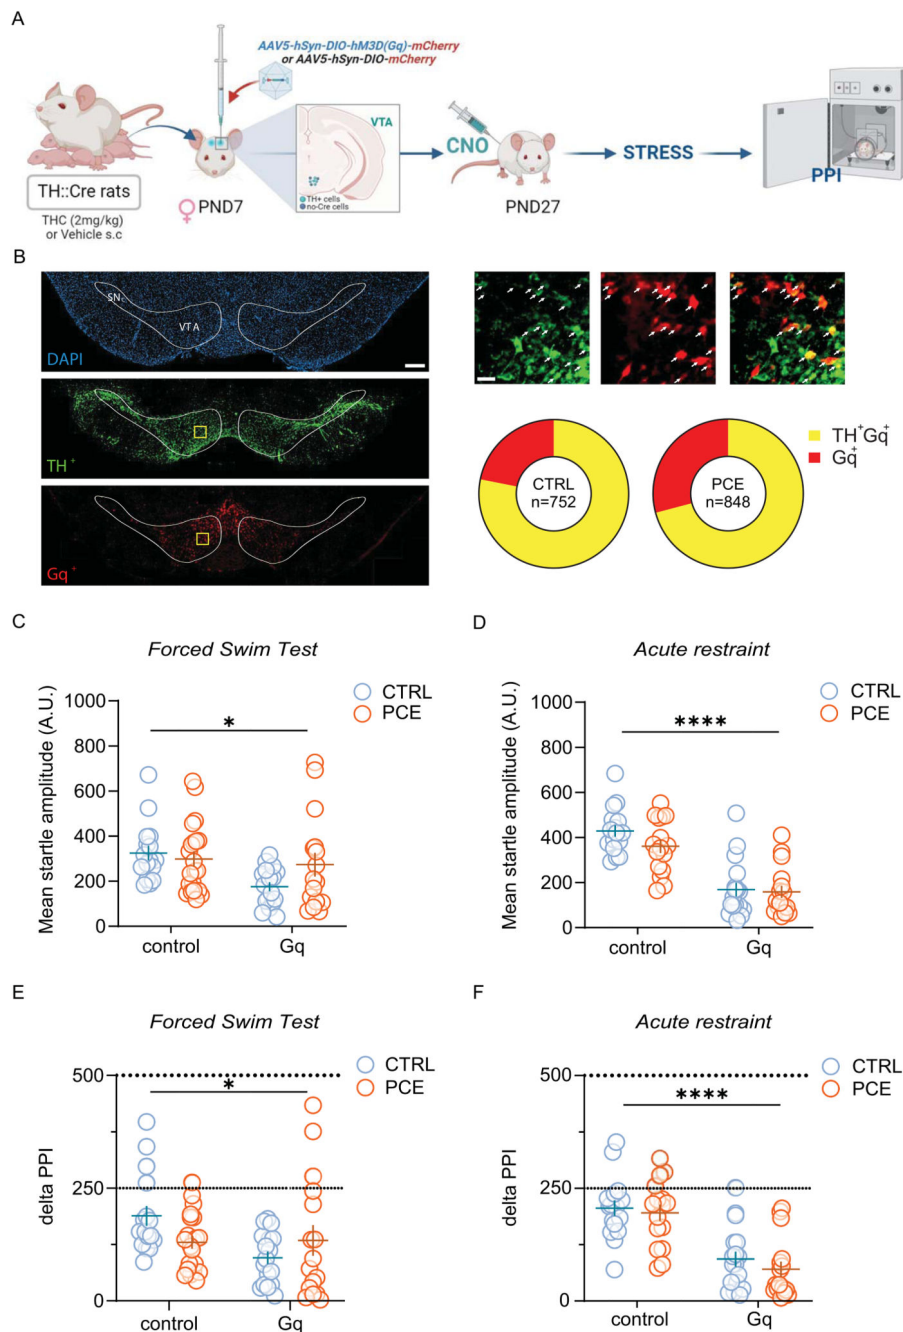 A
AAV5-hSyn-DIO-hM3D(Gq)-mCherry
or AAV5-hSyn-DIO-mCherry
VTA
TH+ cells
no-Cre cells
TH::Cre rats
THC (2mg/kg)
or Vehicle s.c
♀ PND7
CNO
PND27
STRESS
PPI
B
SNc
VTA
DAPI
TH+
Gq+
CTRL
n=752
PCE
n=848
TH+Gq+
Gq+
C
Forced Swim Test
Mean startle amplitude (A.U.)
1000
800
600
400
200
0
*
CTRL
PCE
control
Gq
D
Acute restraint
Mean startle amplitude (A.U.)
1000
800
600
400
200
0
****
CTRL
PCE
control
Gq
E
Forced Swim Test
delta PPI
500
250
0
*
CTRL
PCE
control
Gq
F
Acute restraint
delta PPI
500
250
0
****
CTRL
PCE
control
Gq